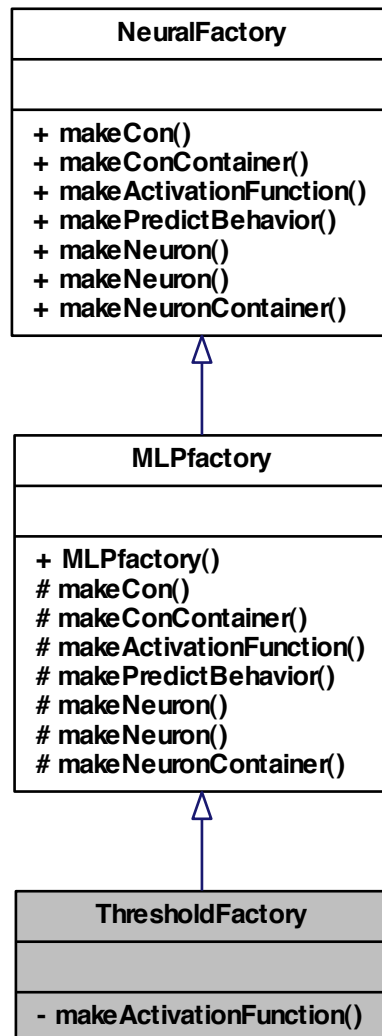 NeuralFactory
+ makeCon()
+ makeConContainer()
+ makeActivationFunction()
+ makePredictBehavior()
+ makeNeuron()
+ makeNeuron()
+ makeNeuronContainer()
MLPfactory
+ MLPfactory()
# makeCon()
# makeConContainer()
# makeActivationFunction()
# makePredictBehavior()
# makeNeuron()
# makeNeuron()
# makeNeuronContainer()
ThresholdFactory
- makeActivationFunction()